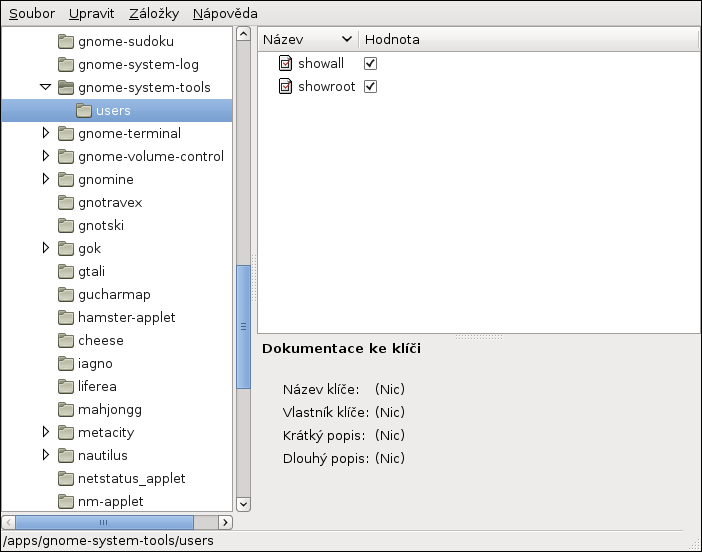 Soubor Upravit Záložky Nápověda
gnome-sudoku
gnome-system-log
gnome-system-tools
users
gnome-terminal
gnome-volume-control
gnomine
gnotravex
gnotski
gok
gtali
gucharmap
hamster-applet
cheese
iagno
liferea
mahjongg
metacity
nautilus
netstatus_applet
nm-applet
Název Hodnota
showall
showroot
Dokumentace ke klíči
Název klíče: (Nic)
Vlastník klíče: (Nic)
Krátký popis: (Nic)
Dlouhý popis: (Nic)
/apps/gnome-system-tools/users